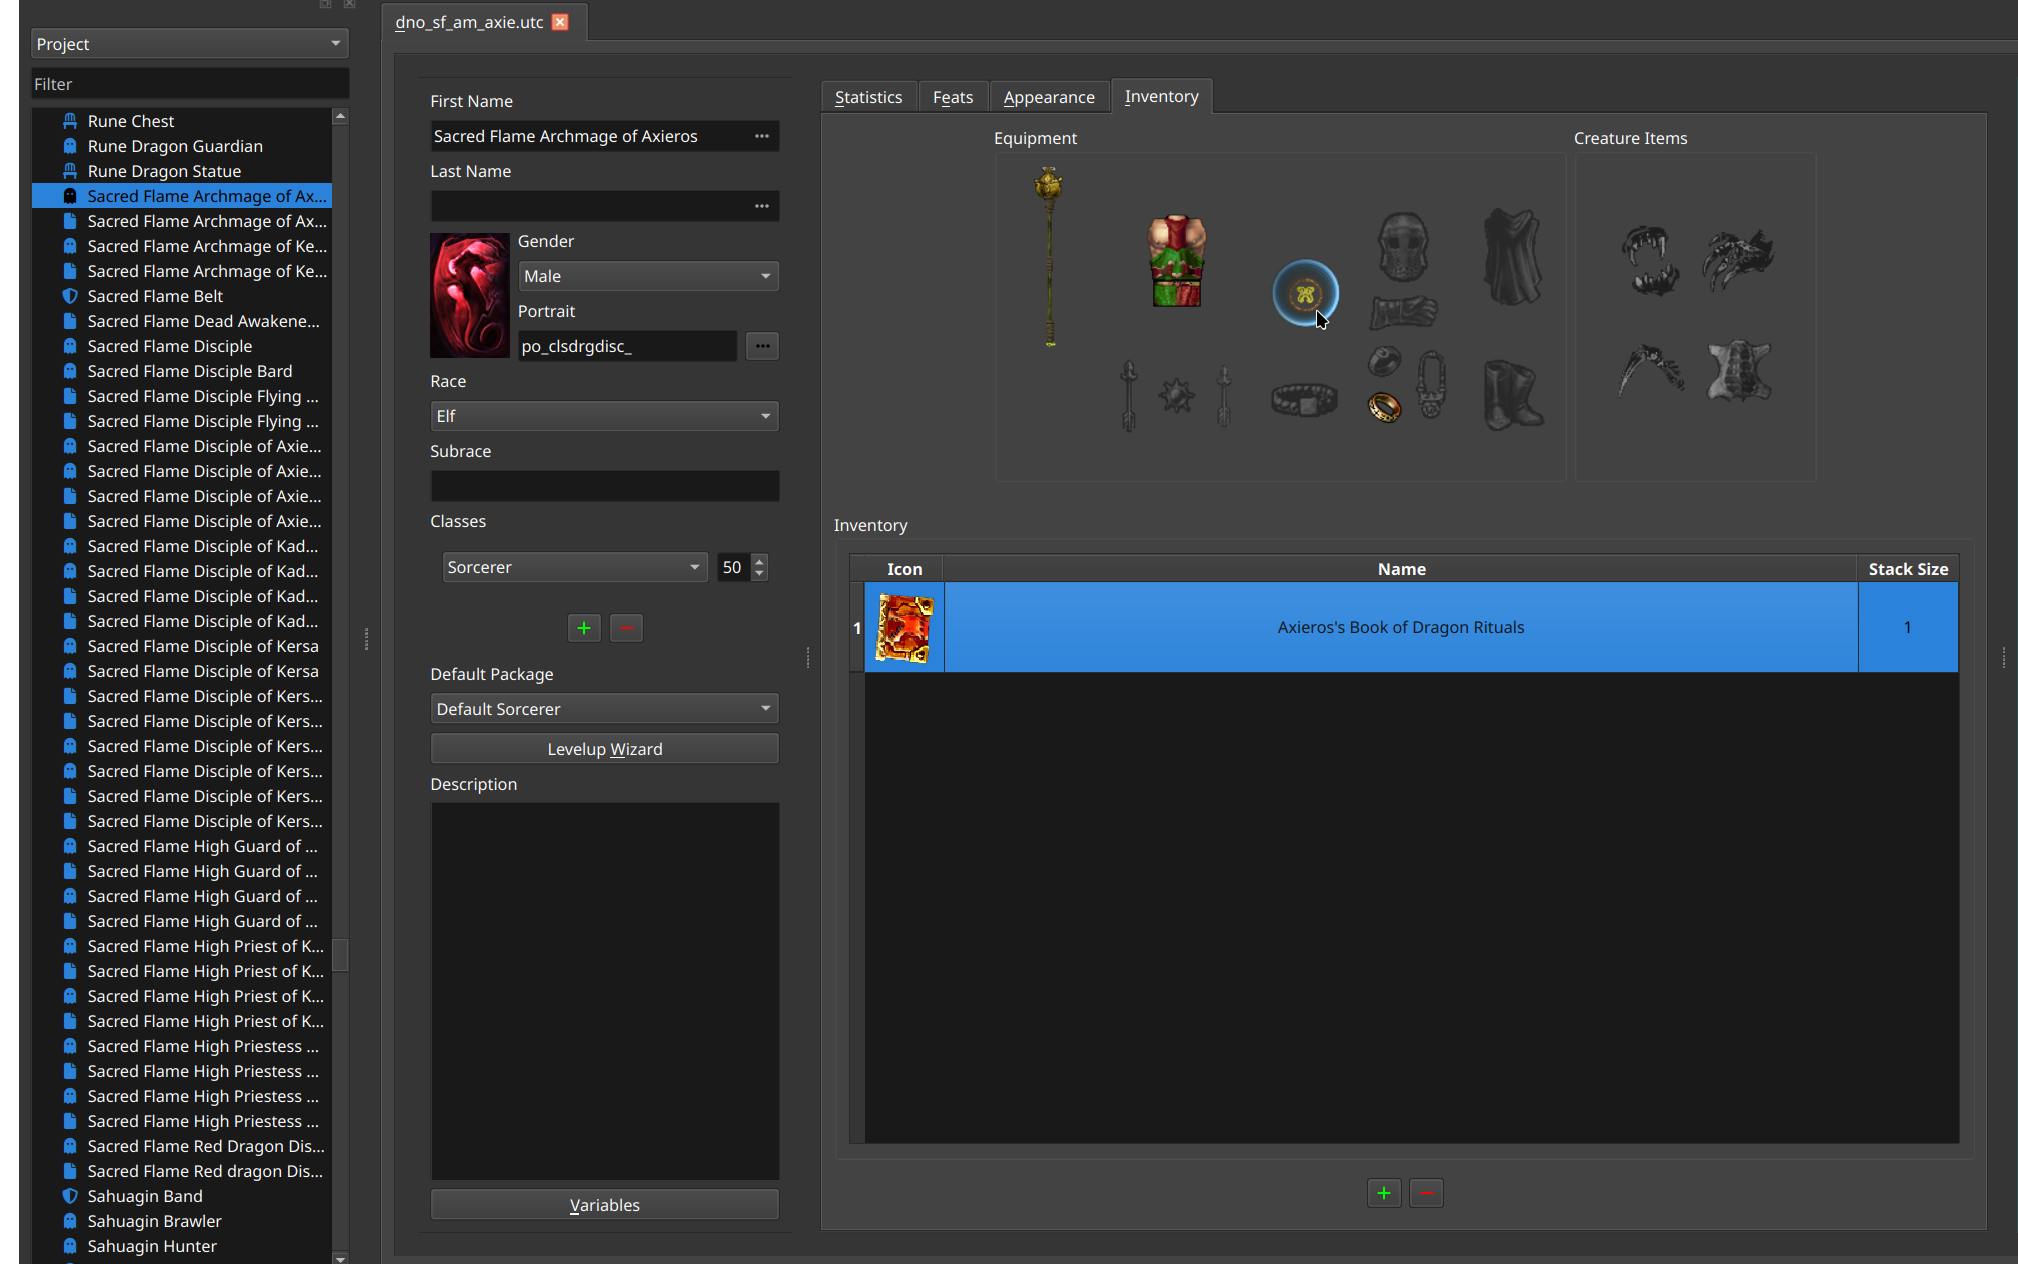 Project
Filter
Rune Chest
Rune Dragon Guardian
Rune Dragon Statue
Sacred Flame Archmage of Ax...
Sacred Flame Archmage of Ax...
Sacred Flame Archmage of Ke...
Sacred Flame Archmage of Ke...
Sacred Flame Belt
Sacred Flame Dead Awakene...
Sacred Flame Disciple
Sacred Flame Disciple Bard
Sacred Flame Disciple Flying ...
Sacred Flame Disciple Flying ...
Sacred Flame Disciple of Axie...
Sacred Flame Disciple of Axie...
Sacred Flame Disciple of Axie...
Sacred Flame Disciple of Axie...
Sacred Flame Disciple of Kad...
Sacred Flame Disciple of Kad...
Sacred Flame Disciple of Kad...
Sacred Flame Disciple of Kad...
Sacred Flame Disciple of Kersa
Sacred Flame Disciple of Kersa
Sacred Flame Disciple of Kers...
Sacred Flame Disciple of Kers...
Sacred Flame Disciple of Kers...
Sacred Flame Disciple of Kers...
Sacred Flame Disciple of Kers...
Sacred Flame Disciple of Kers...
Sacred Flame High Guard of ...
Sacred Flame High Guard of ...
Sacred Flame High Guard of ...
Sacred Flame High Guard of ...
Sacred Flame High Priest of K...
Sacred Flame High Priest of K...
Sacred Flame High Priest of K...
Sacred Flame High Priest of K...
Sacred Flame High Priestess ...
Sacred Flame High Priestess ...
Sacred Flame High Priestess ...
Sacred Flame High Priestess ...
Sacred Flame Red Dragon Dis...
Sacred Flame Red dragon Dis...
Sahuagin Band
Sahuagin Brawler
Sahuagin Hunter
dno_sf_am_axie.utc
First Name
Sacred Flame Archmage of Axieros
Last Name
Gender
Male
Portrait
po_clsdrgdisc_
Race
Elf
Subrace
Classes
Sorcerer 50
Default Package
Default Sorcerer
Levelup Wizard
Description
Variables
Statistics Feats Appearance Inventory
Equipment
Creature Items
Inventory
Icon Name Stack Size
1 Axieros's Book of Dragon Rituals 1